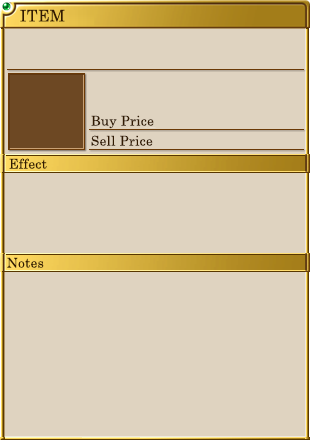 ITEM
Buy Price
Sell Price
Effect
Notes